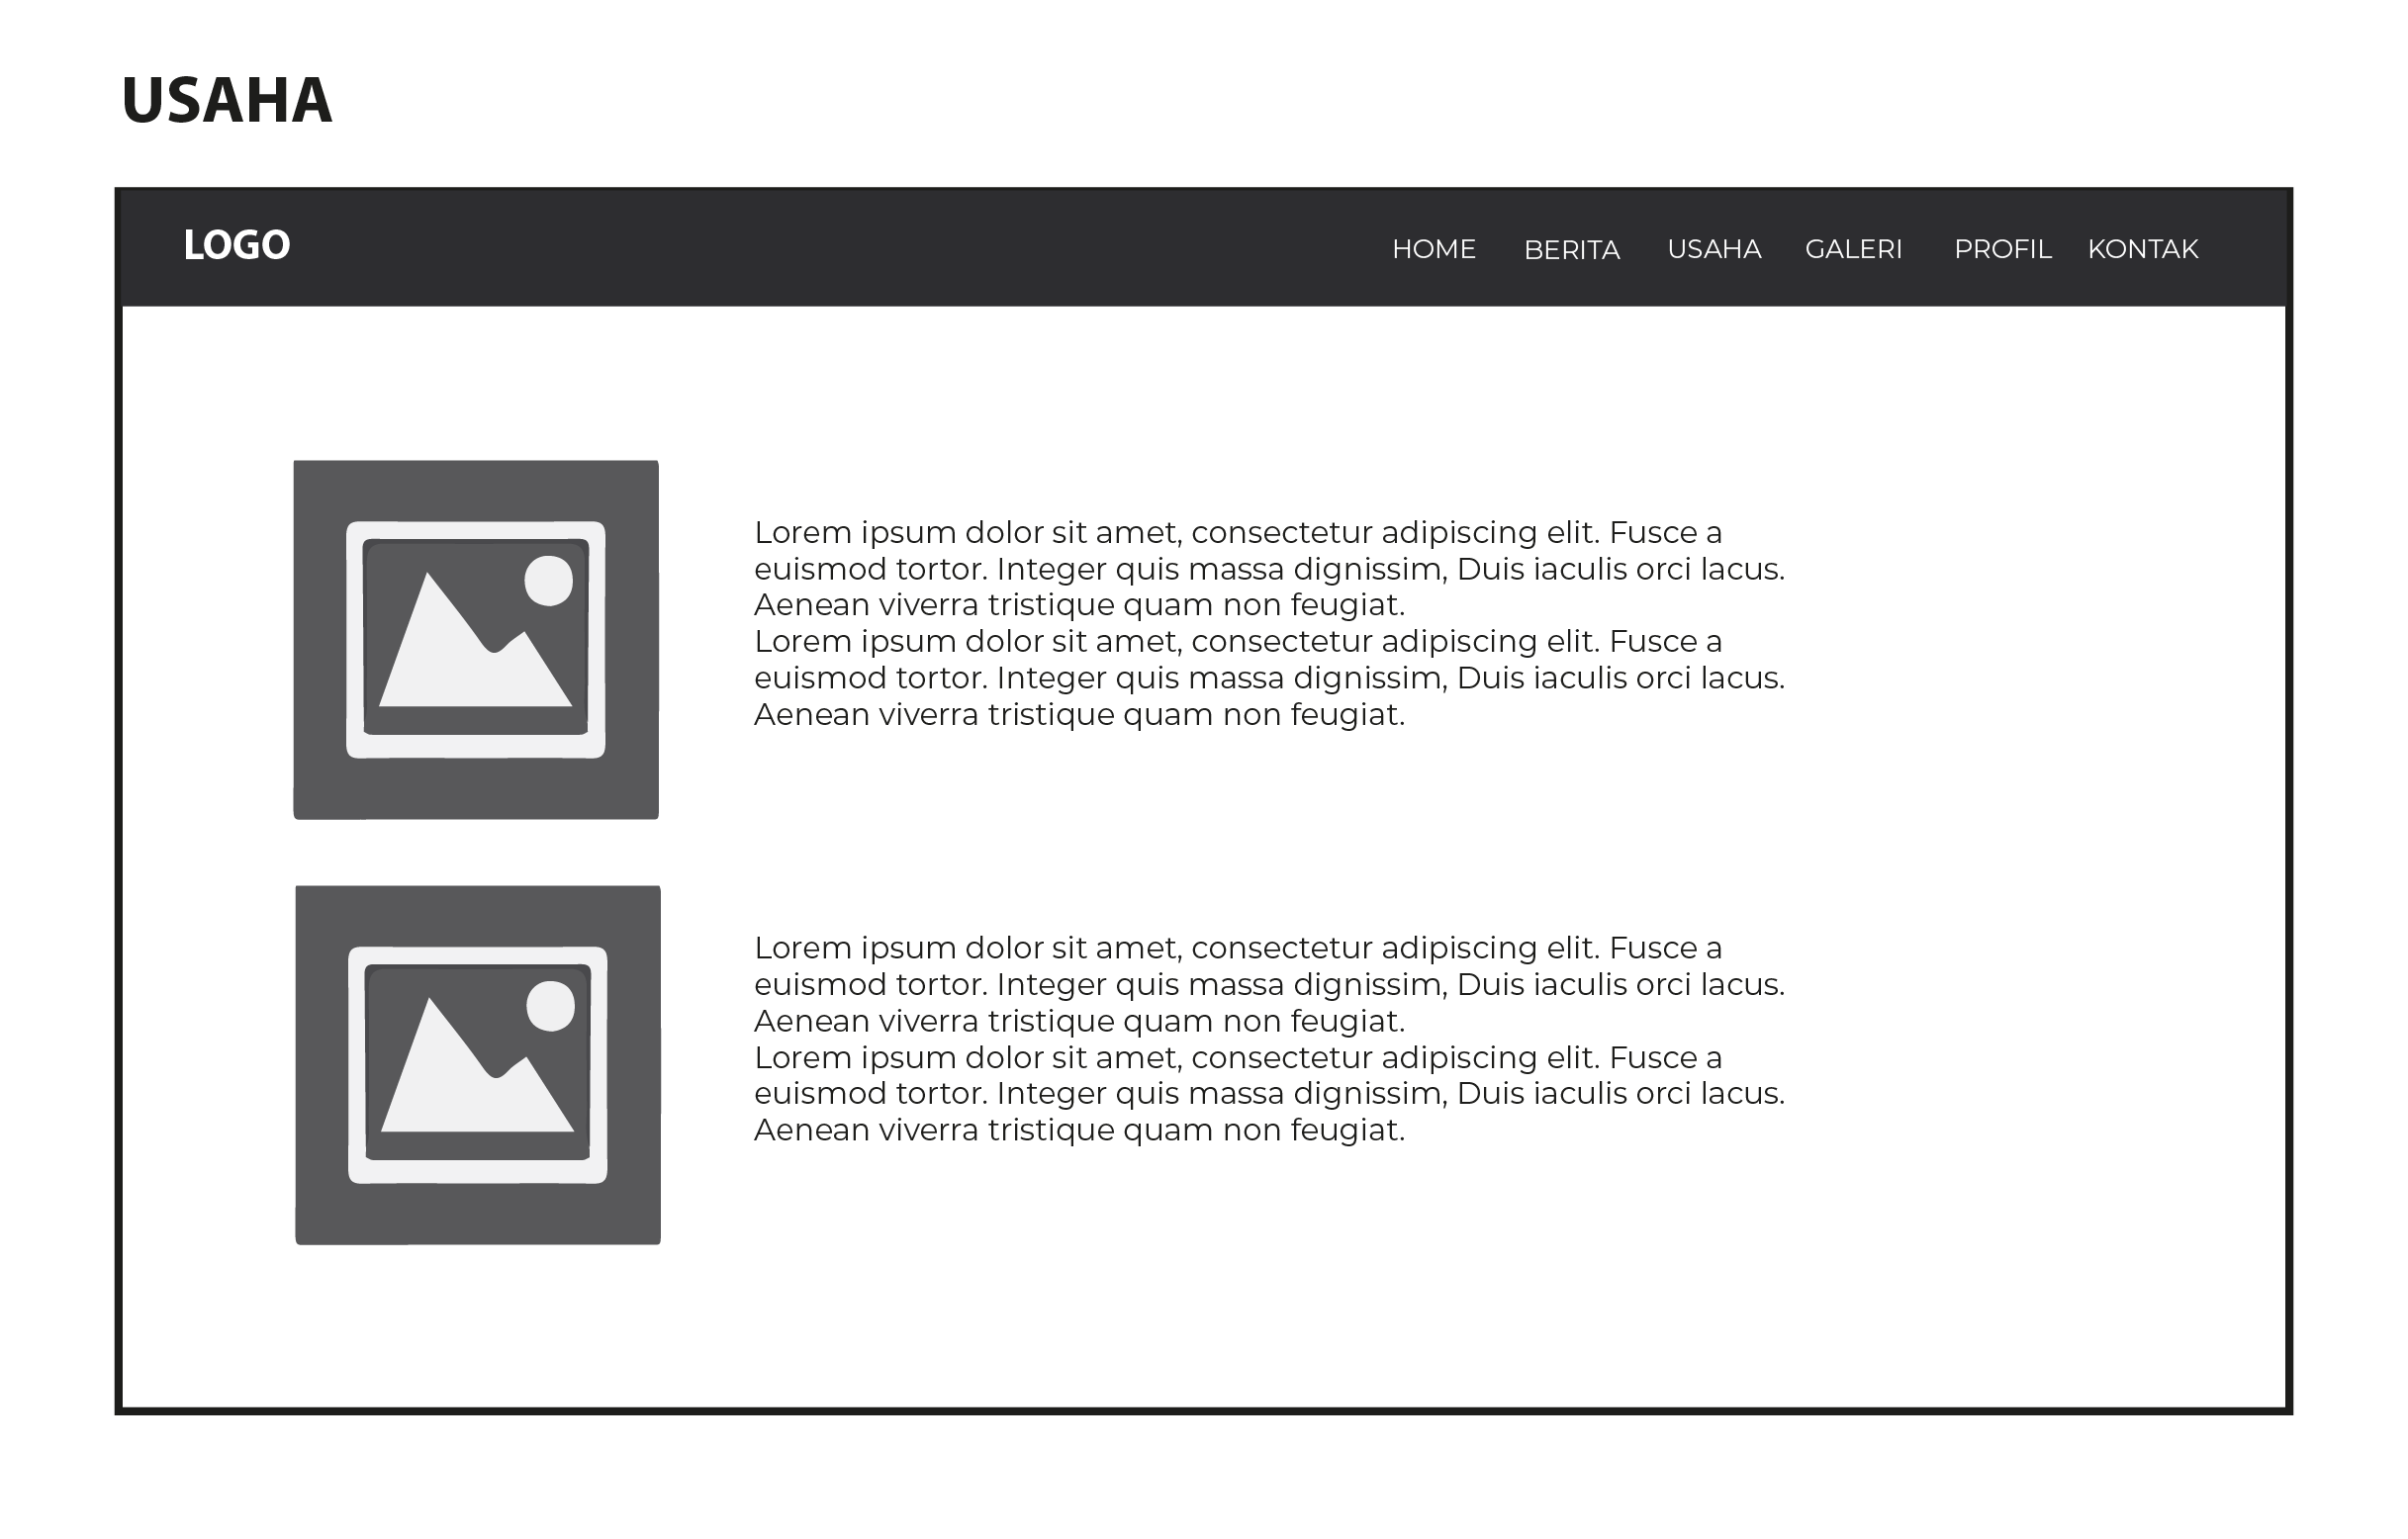 USAHA
LOGO
HOME BERITA USAHA GALERI PROFIL KONTAK
Lorem ipsum dolor sit amet, consectetur adipiscing elit. Fusce a
euismod tortor. Integer quis massa dignissim, Duis iaculis orci lacus.
Aenean viverra tristique quam non feugiat.
Lorem ipsum dolor sit amet, consectetur adipiscing elit. Fusce a
euismod tortor. Integer quis massa dignissim, Duis iaculis orci lacus.
Aenean viverra tristique quam non feugiat.
Lorem ipsum dolor sit amet, consectetur adipiscing elit. Fusce a
euismod tortor. Integer quis massa dignissim, Duis iaculis orci lacus.
Aenean viverra tristique quam non feugiat.
Lorem ipsum dolor sit amet, consectetur adipiscing elit. Fusce a
euismod tortor. Integer quis massa dignissim, Duis iaculis orci lacus.
Aenean viverra tristique quam non feugiat.